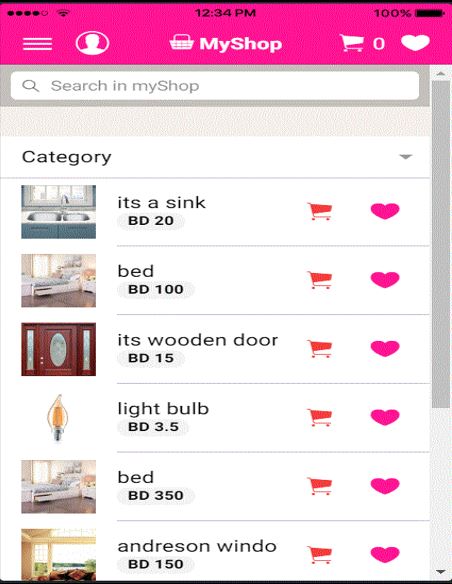 12:34 PM 100%
MyShop 0
Search in myShop
Category
its a sink
BD 20
bed
BD 100
its wooden door
BD 15
light bulb
BD 3.5
bed
BD 350
andreson windo
BD 150